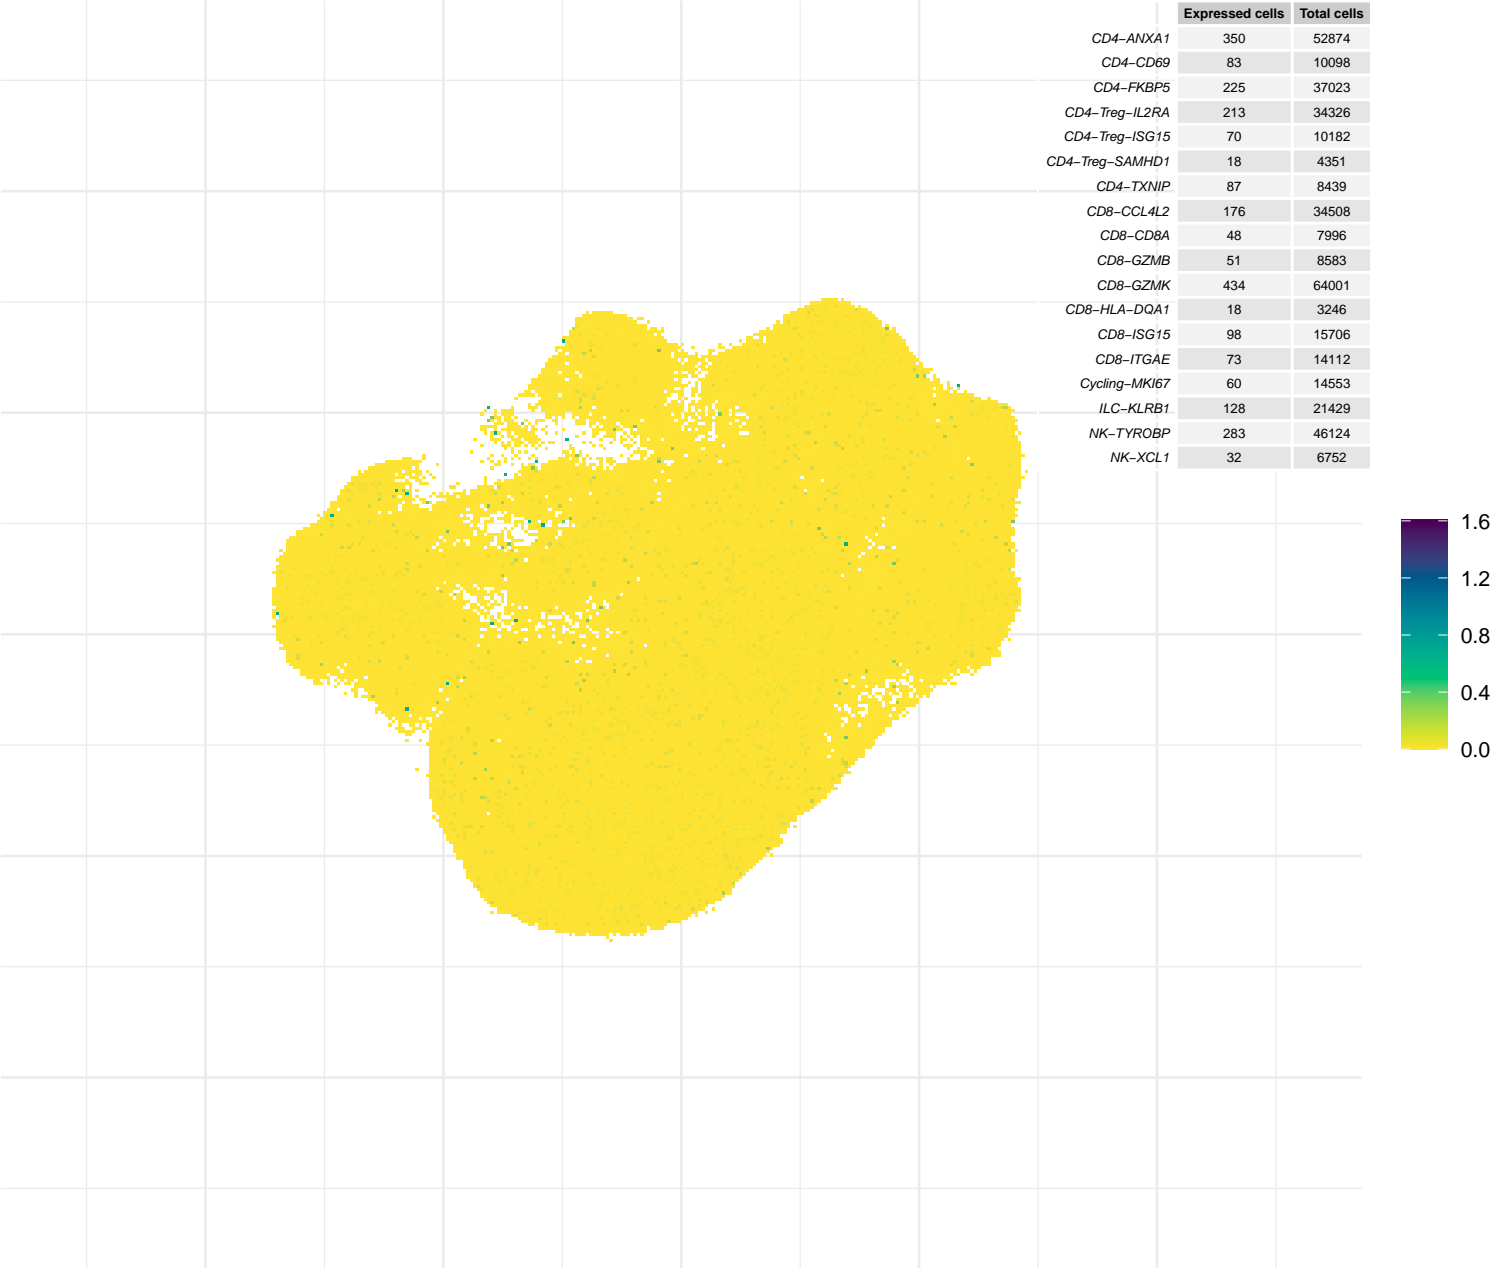 Expressed cells Total cells
CD4−ANXA1 350 52874
CD4−CD69 83 10098
CD4−FKBP5 225 37023
CD4−Treg−IL2RA 213 34326
CD4−Treg−ISG15 70 10182
CD4−Treg−SAMHD1 18 4351
CD4−TXNIP 87 8439
CD8−CCL4L2 176 34508
CD8−CD8A 48 7996
CD8−GZMB 51 8583
CD8−GZMK 434 64001
CD8−HLA−DQA1 18 3246
CD8−ISG15 98 15706
CD8−ITGAE 73 14112
Cycling−MKI67 60 14553
ILC−KLRB1 128 21429
NK−TYROBP 283 46124
NK−XCL1 32 6752
1.6
1.2
0.8
0.4
0.0